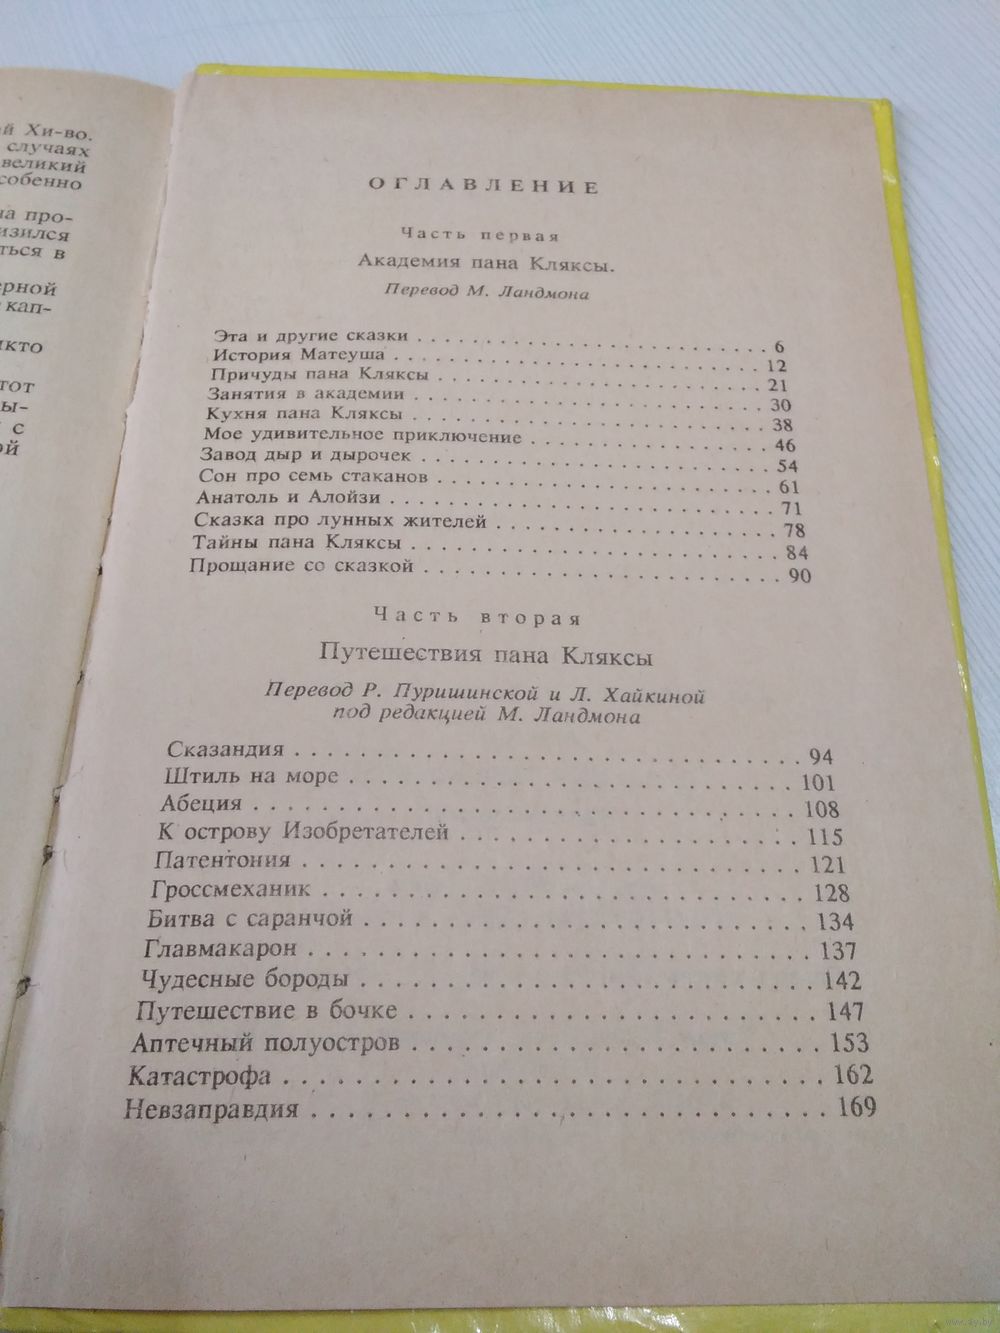 й Хи-во.
случаях
великий
собенно
на про-
изился
ться в
ерной
кап-
икто
тот
ы-
с
ой
ОГЛАВЛЕНИЕ
Часть первая
Академия пана Кляксы.
Перевод М. Ландмона
Эта и другие сказки . . . . . . . . . . . . . . . . . . . . . . . 6
История Матеуша . . . . . . . . . . . . . . . . . . . . . . . 12
Причуды пана Кляксы . . . . . . . . . . . . . . . . . . . . . 21
Занятия в академии . . . . . . . . . . . . . . . . . . . . . . 30
Кухня пана Кляксы . . . . . . . . . . . . . . . . . . . . . . 38
Мое удивительное приключение . . . . . . . . . . . . . . . 46
Завод дыр и дырочек . . . . . . . . . . . . . . . . . . . . . 54
Сон про семь стаканов . . . . . . . . . . . . . . . . . . . . 61
Анатоль и Алойзи . . . . . . . . . . . . . . . . . . . . . . . 71
Сказка про лунных жителей . . . . . . . . . . . . . . . . . 78
Тайны пана Кляксы . . . . . . . . . . . . . . . . . . . . . . 84
Прощание со сказкой . . . . . . . . . . . . . . . . . . . . . 90
Часть вторая
Путешествия пана Кляксы
Перевод Р. Пуришинской и Л. Хайкиной
под редакцией М. Ландмона
Сказандия . . . . . . . . . . . . . . . . . . . . . . . . . . 94
Штиль на море . . . . . . . . . . . . . . . . . . . . . . . 101
Абеция . . . . . . . . . . . . . . . . . . . . . . . . . . . 108
К острову Изобретателей . . . . . . . . . . . . . . . . . 115
Патентония . . . . . . . . . . . . . . . . . . . . . . . . . 121
Гроссмеханик . . . . . . . . . . . . . . . . . . . . . . . . 128
Битва с саранчой . . . . . . . . . . . . . . . . . . . . . . 134
Главмакарон . . . . . . . . . . . . . . . . . . . . . . . . 137
Чудесные бороды . . . . . . . . . . . . . . . . . . . . . . 142
Путешествие в бочке . . . . . . . . . . . . . . . . . . . . 147
Аптечный полуостров . . . . . . . . . . . . . . . . . . . . 153
Катастрофа . . . . . . . . . . . . . . . . . . . . . . . . . 162
Невзаправдия . . . . . . . . . . . . . . . . . . . . . . . . 169
www.ay.by